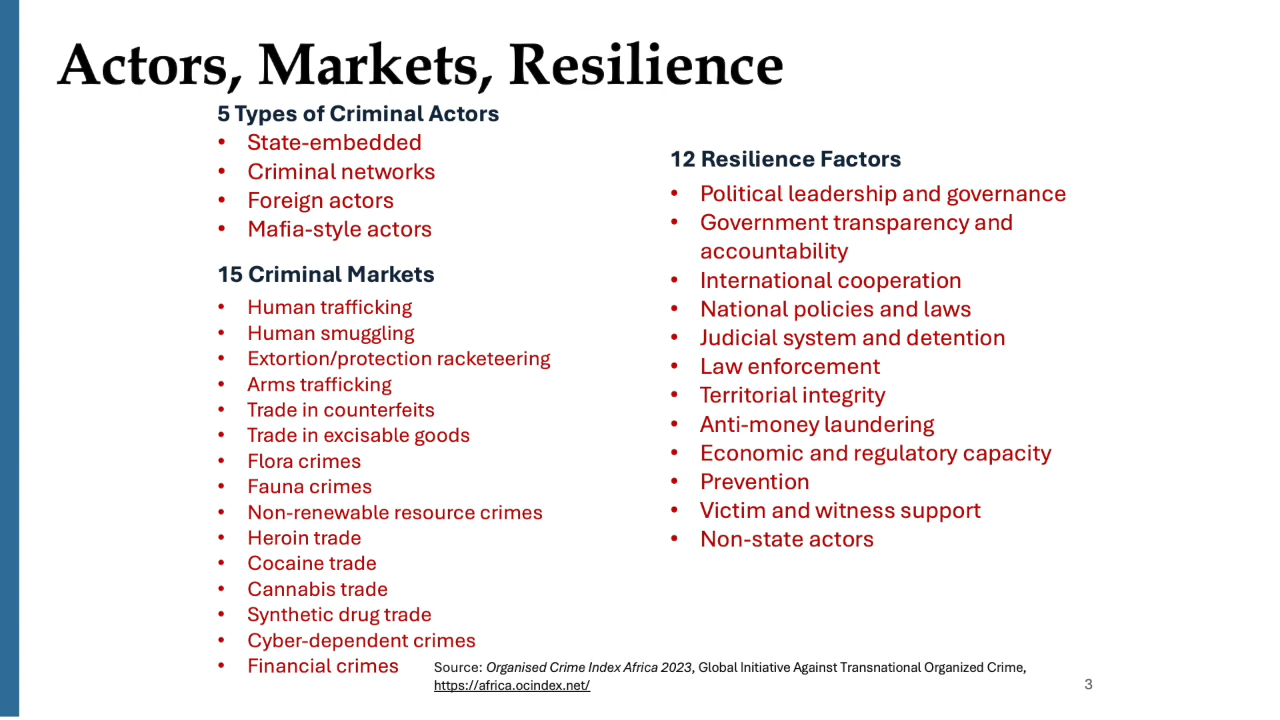 Actors, Markets, Resilience
5 Types of Criminal Actors
• State-embedded
• Criminal networks
• Foreign actors
• Mafia-style actors
15 Criminal Markets
• Human trafficking
• Human smuggling
• Extortion/protection racketeering
• Arms trafficking
• Trade in counterfeits
• Trade in excisable goods
• Flora crimes
• Fauna crimes
• Non-renewable resource crimes
• Heroin trade
• Cocaine trade
• Cannabis trade
• Synthetic drug trade
• Cyber-dependent crimes
• Financial crimes
12 Resilience Factors
• Political leadership and governance
• Government transparency and
accountability
• International cooperation
• National policies and laws
• Judicial system and detention
• Law enforcement
• Territorial integrity
• Anti-money laundering
• Economic and regulatory capacity
• Prevention
• Victim and witness support
• Non-state actors
Source: Organised Crime Index Africa 2023, Global Initiative Against Transnational Organized Crime,
https://africa.ocindex.net/
3